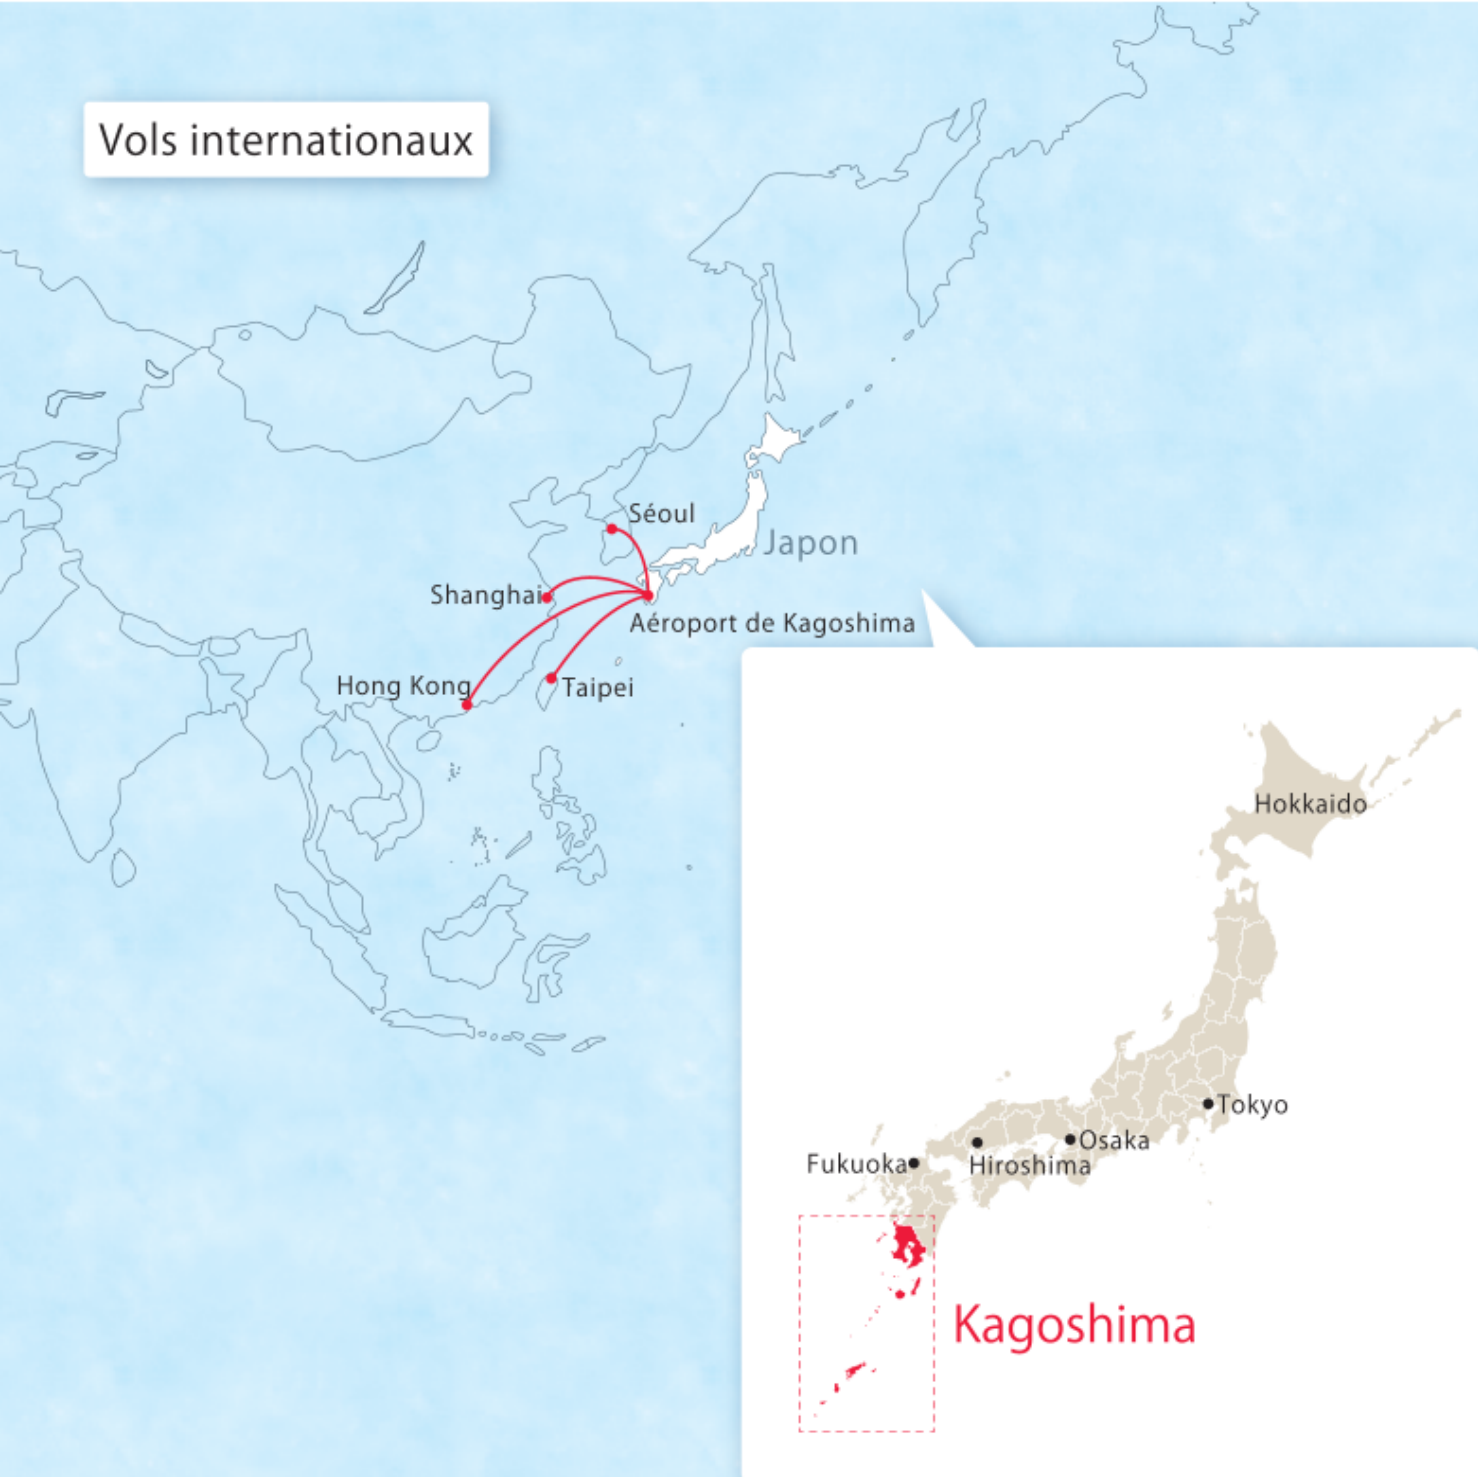 Vols internationaux
Séoul
Japon
Shanghai
Aéroport de Kagoshima
Hong Kong
Taipei
Hokkaido
Tokyo
Osaka
Fukuoka
Hiroshima
Kagoshima